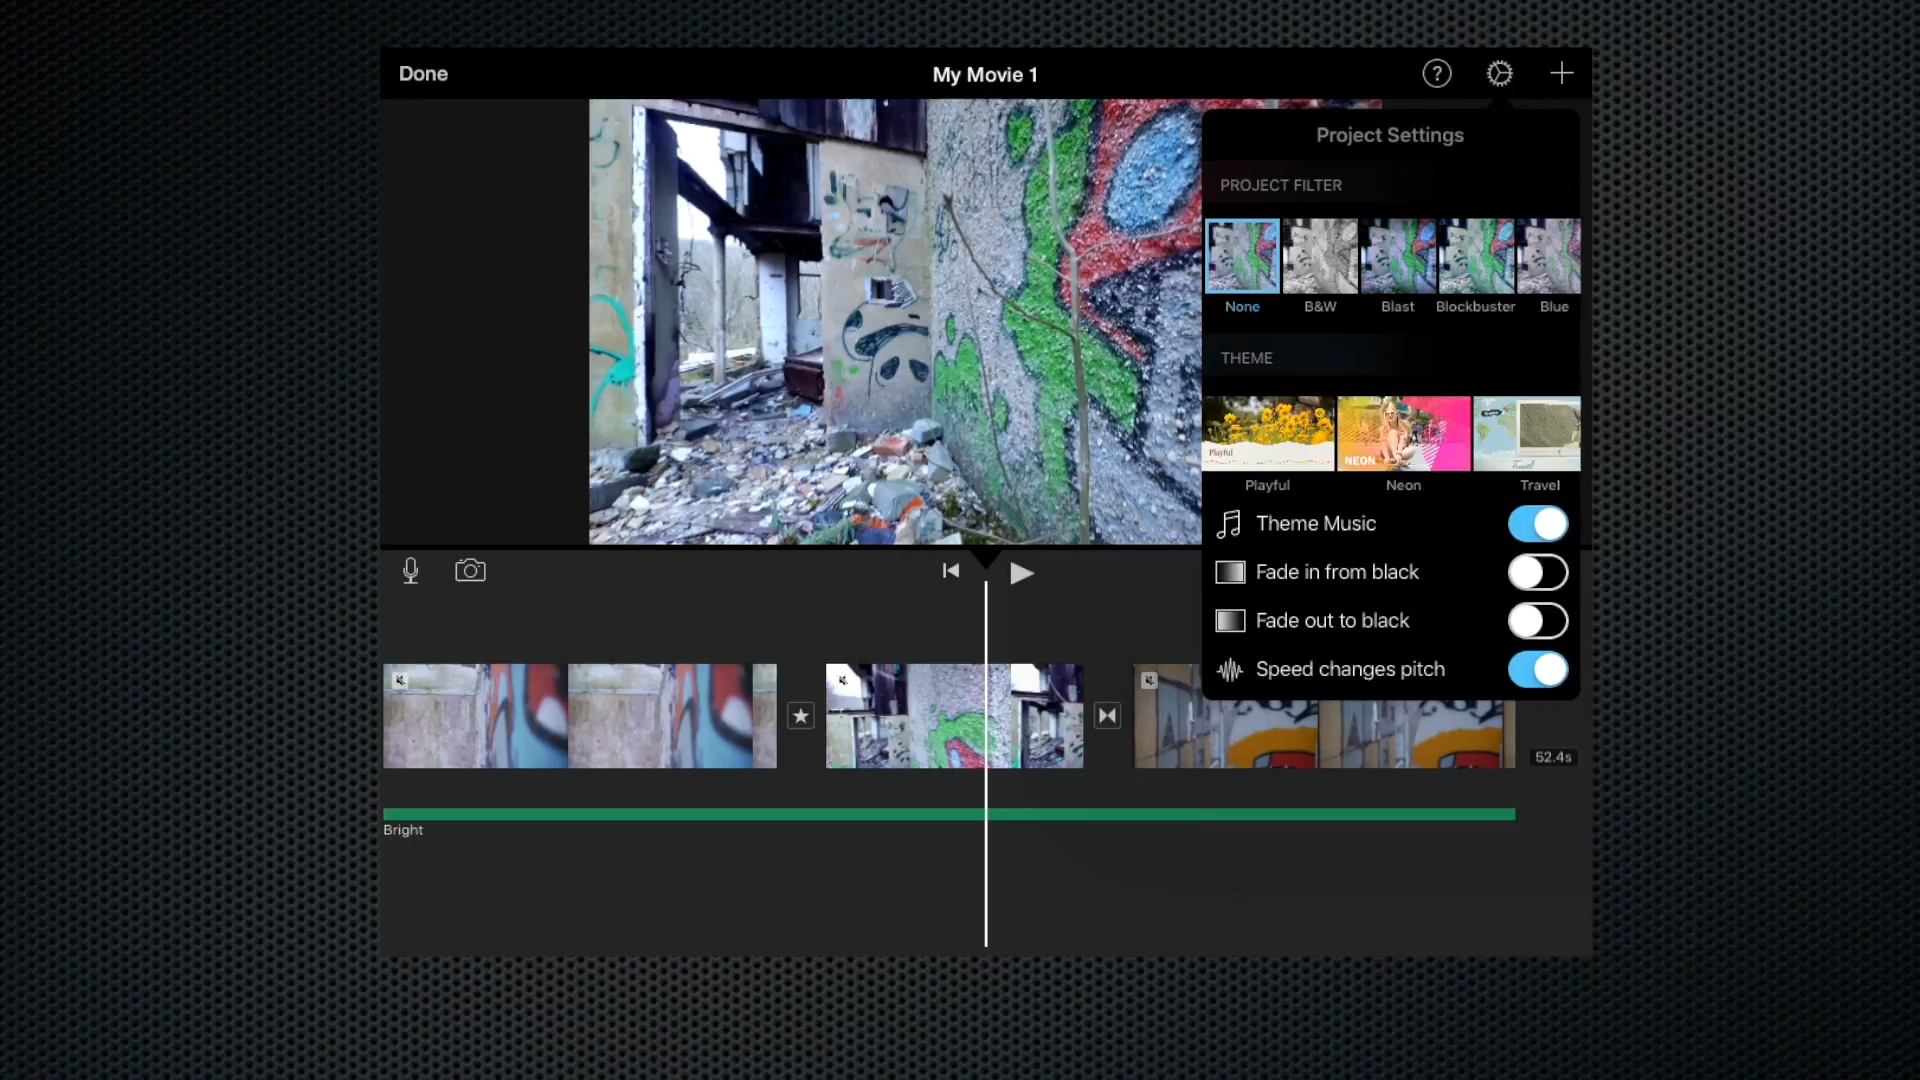 Done
My Movie 1
?
Project Settings
PROJECT FILTER
None
B&W
Blast
Blockbuster
Blue
THEME
Playful
NEON
Travel
Playful
Neon
Travel
Theme Music
Fade in from black
Fade out to black
Speed changes pitch
52.4s
Bright